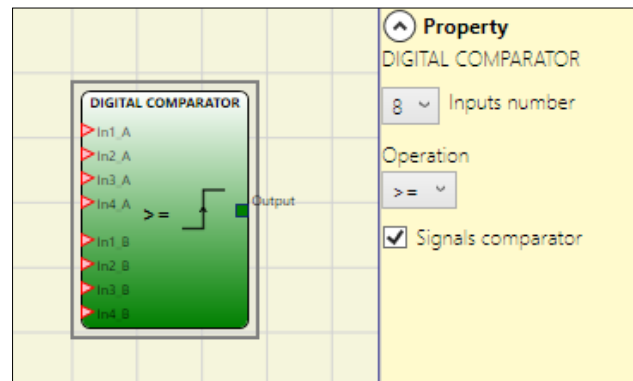 DIGITAL COMPARATOR
In1_A
In2_A
In3_A
In4_A
>=
Output
In1_B
In2_B
In3_B
In4_B
Property
DIGITAL COMPARATOR
8 Inputs number
Operation
>=
Signals comparator